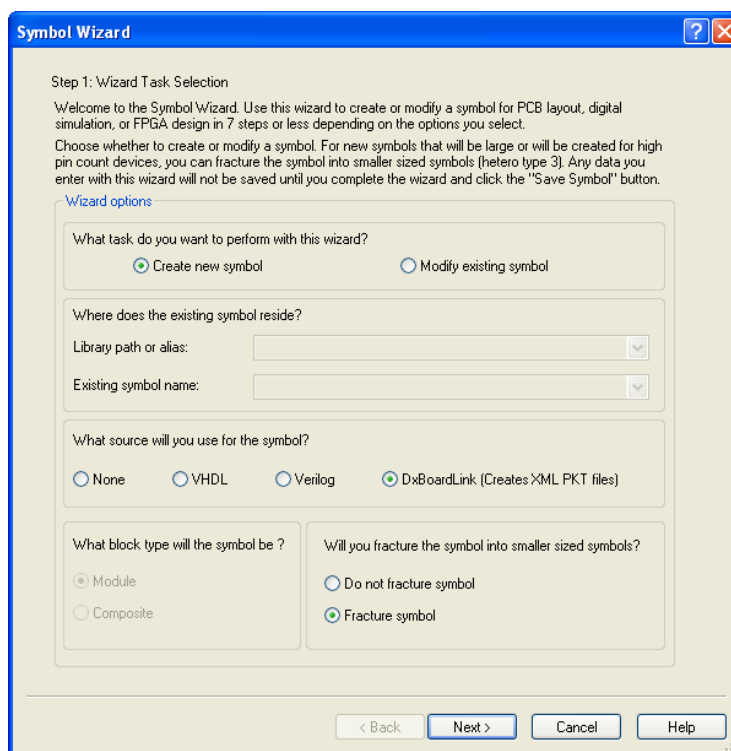 Symbol Wizard
Step 1: Wizard Task Selection
Welcome to the Symbol Wizard. Use this wizard to create or modify a symbol for PCB layout, digital
simulation, or FPGA design in 7 steps or less depending on the options you select.
Choose whether to create or modify a symbol. For new symbols that will be large or will be created for high
pin count devices, you can fracture the symbol into smaller sized symbols (hetero type 3). Any data you
enter with this wizard will not be saved until you complete the wizard and click the "Save Symbol" button.
Wizard options
What task do you want to perform with this wizard?
Create new symbol Modify existing symbol
Where does the existing symbol reside?
Library path or alias:
Existing symbol name:
What source will you use for the symbol?
None VHDL Verilog DxBoardLink (Creates XML PKT files)
What block type will the symbol be ? Will you fracture the symbol into smaller sized symbols?
Module Do not fracture symbol
Composite Fracture symbol
< Back Next > Cancel Help